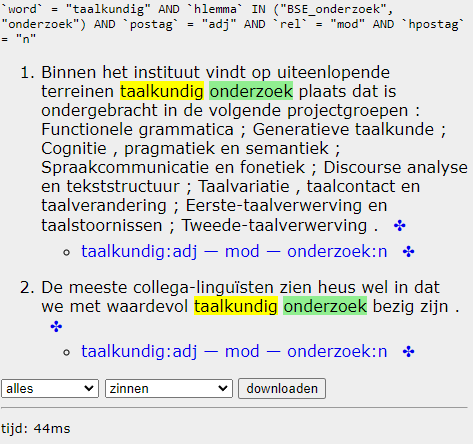 `word` = "taalkundig" AND `hlemma` IN ("BSE_onderzoek",
"onderzoek") AND `postag` = "adj" AND `rel` = "mod" AND `hpostag`
= "n"
1. Binnen het instituut vindt op uiteenlopende
terreinen taalkundig onderzoek plaats dat is
ondergebracht in de volgende projectgroepen :
Functionele grammatica ; Generatieve taalkunde ;
Cognitie , pragmatiek en semantiek ;
Spraakcommunicatie en fonetiek ; Discourse analyse
en tekststructuur ; Taalvariatie , taalcontact en
taalverandering ; Eerste-taalverwerving en
taalstoornissen ; Tweede-taalverwerving . ✣
◦ taalkundig:adj — mod — onderzoek:n ✣
2. De meeste collega-linguïsten zien heus wel in dat
we met waardevol taalkundig onderzoek bezig zijn .
✣
◦ taalkundig:adj — mod — onderzoek:n ✣
alles zinnen downloaden
tijd: 44ms